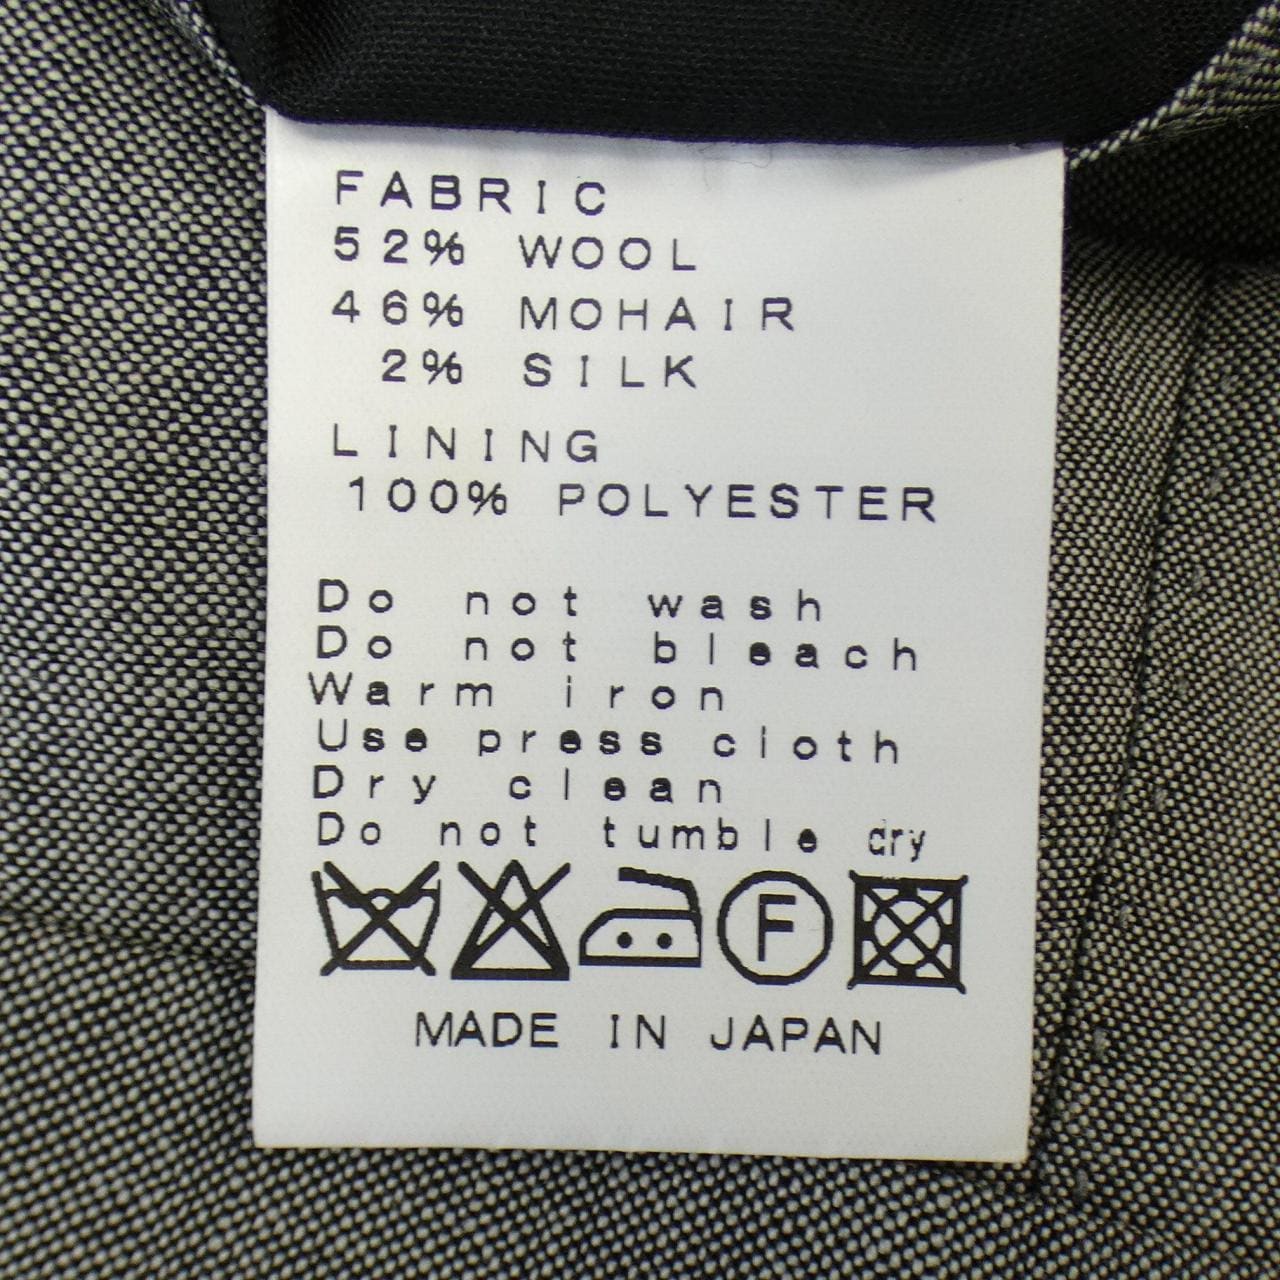 FABRIC
52% WOOL
46% MOHAIR
2% SILK
LINING
100% POLYESTER
Do not wash
Do not bleach
Warm iron
Use press cloth
Dry clean
Do not tumble dry
F
MADE IN JAPAN